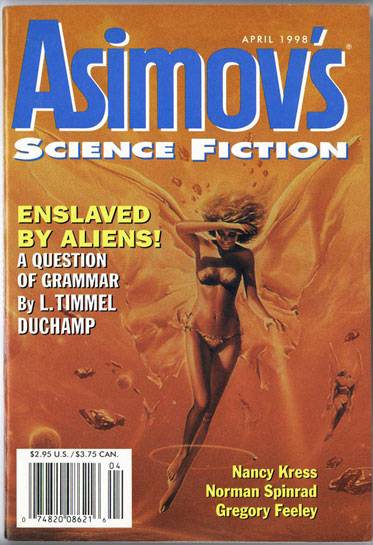 APRIL 1998
Asimov's®
SCIENCE FICTION
ENSLAVED
BY ALIENS!
A QUESTION
OF GRAMMAR
By L. TIMMEL
DUCHAMP
$2.95 U.S. / $3.75 CAN.
04
0 74820 08621 6
Nancy Kress
Norman Spinrad
Gregory Feeley